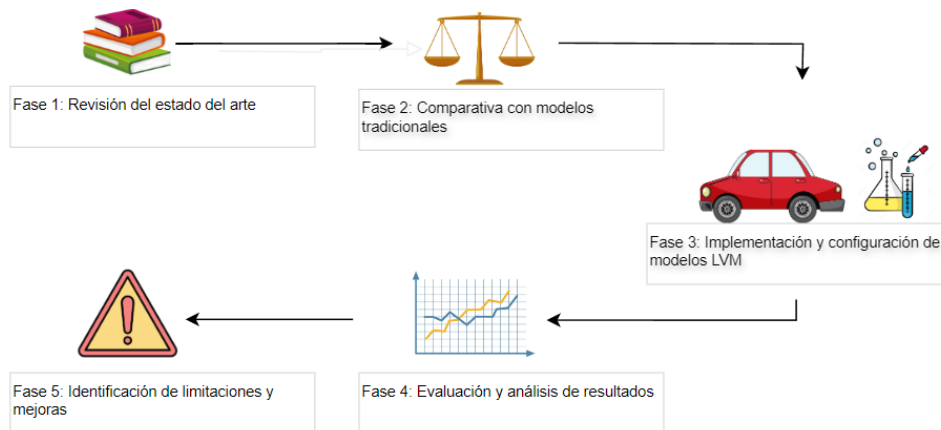 Fase 1: Revisión del estado del arte
Fase 2: Comparativa con modelos
tradicionales
Fase 3: Implementación y configuración de
modelos LVM
Fase 4: Evaluación y análisis de resultados
Fase 5: Identificación de limitaciones y
mejoras